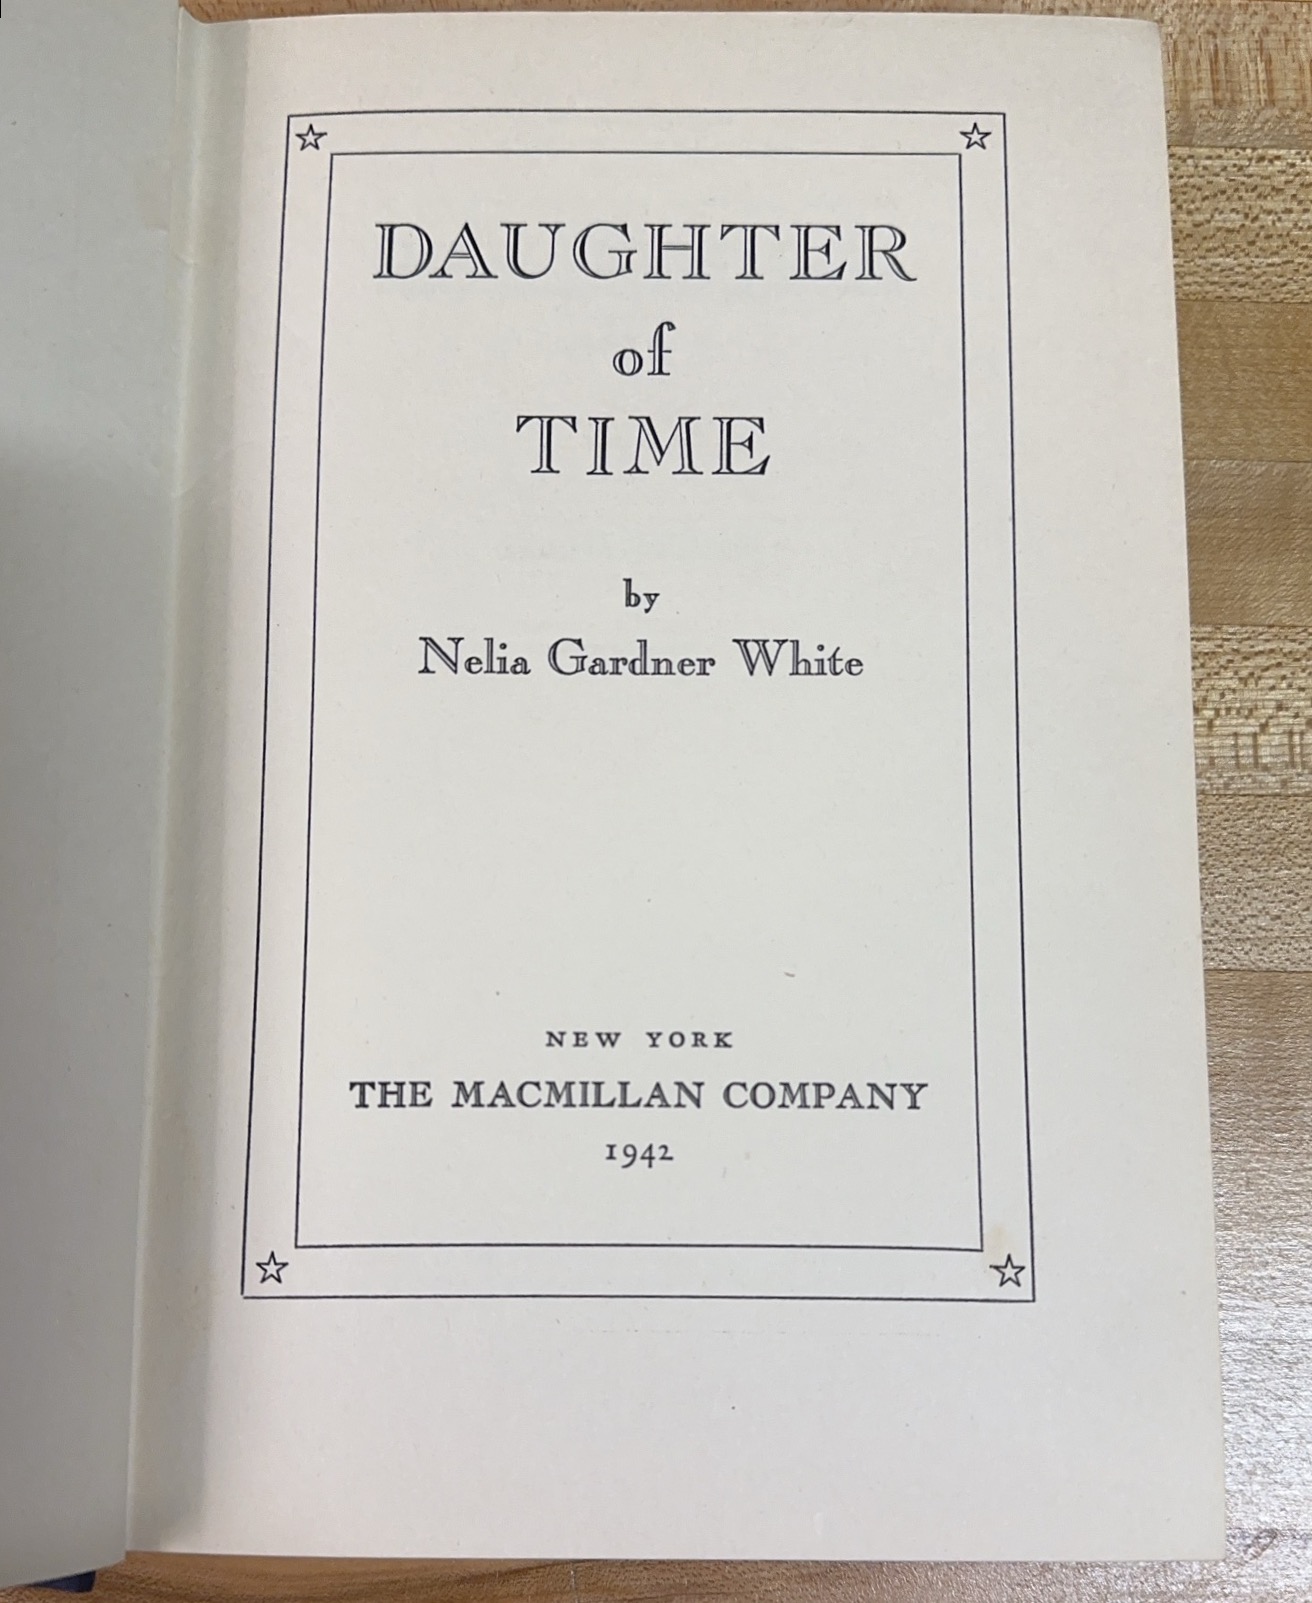 DAUGHTER
of
TIME
by
Nelia Gardner White
NEW YORK
THE MACMILLAN COMPANY
1942